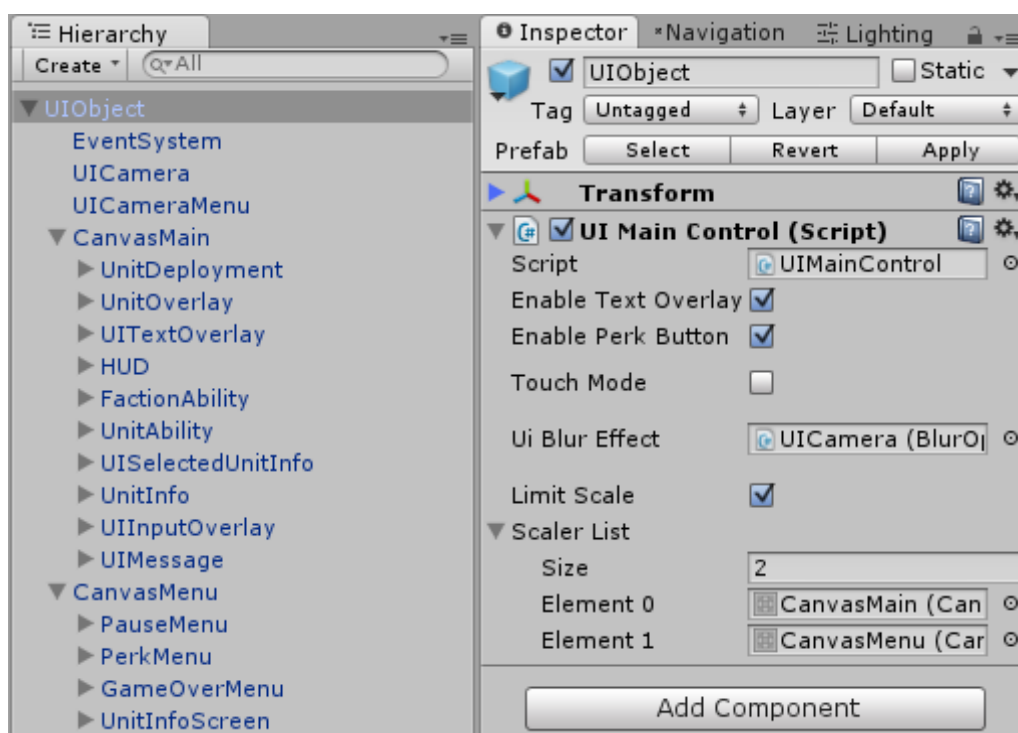 Hierarchy
Create
All
UIObject
EventSystem
UICamera
UICameraMenu
CanvasMain
UnitDeployment
UnitOverlay
UITextOverlay
HUD
FactionAbility
UnitAbility
UISelectedUnitInfo
UnitInfo
UIInputOverlay
UIMessage
CanvasMenu
PauseMenu
PerkMenu
GameOverMenu
UnitInfoScreen
Inspector
Navigation
Lighting
UIObject
Static
Tag Untagged Layer Default
Prefab Select Revert Apply
Transform
UI Main Control (Script)
Script UIMainControl
Enable Text Overlay
Enable Perk Button
Touch Mode
Ui Blur Effect UICamera (BlurOp
Limit Scale
Scaler List
Size 2
Element 0 CanvasMain (Can
Element 1 CanvasMenu (Can
Add Component